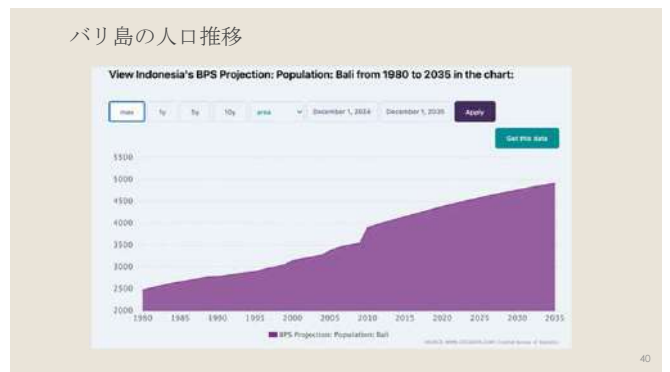 バリ島の人口推移
View Indonesia's BPS Projection: Population: Bali from 1980 to 2035 in the chart:
max 1y 5y 10y area December 1, 2034 December 1, 2035 Apply
Get this data
5500
5000
4500
4000
3500
3000
2500
2000
1980 1985 1990 1995 2000 2005 2010 2015 2020 2025 2030 2035
BPS Projection: Population: Bali
40